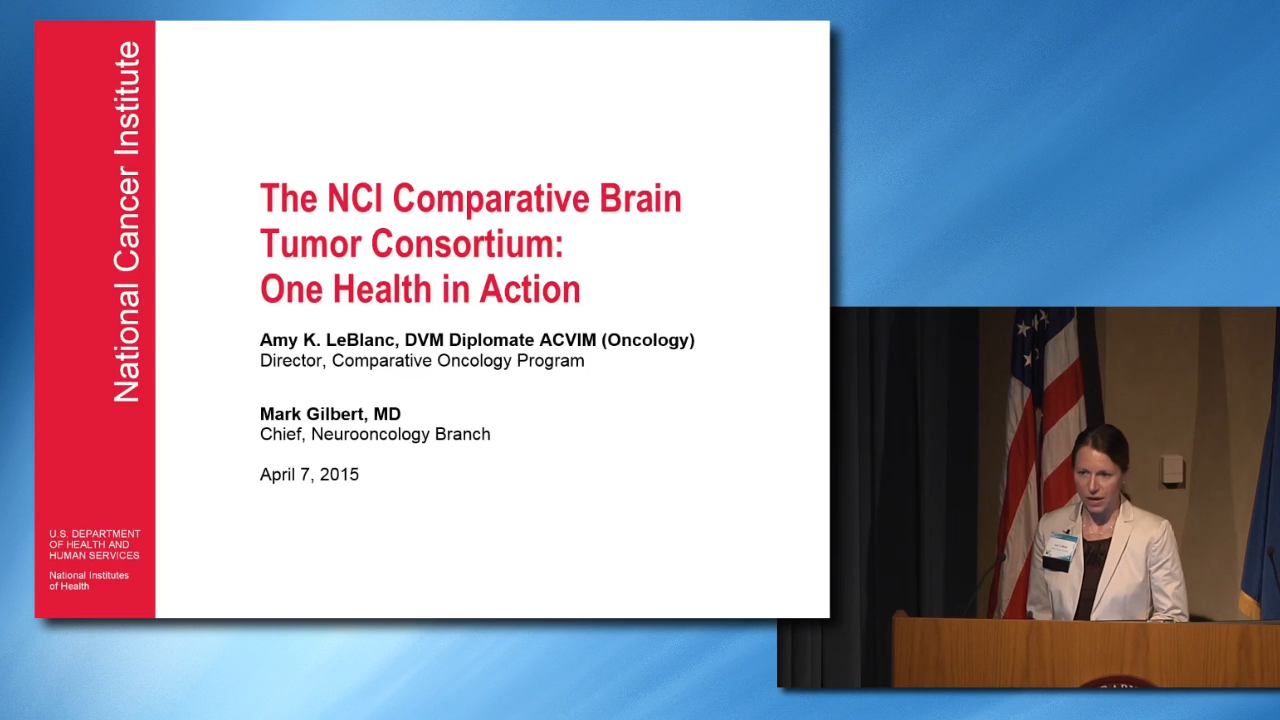 National Cancer Institute
U.S. DEPARTMENT
OF HEALTH AND
HUMAN SERVICES
National Institutes
of Health
The NCI Comparative Brain
Tumor Consortium:
One Health in Action
Amy K. LeBlanc, DVM Diplomate ACVIM (Oncology)
Director, Comparative Oncology Program
Mark Gilbert, MD
Chief, Neurooncology Branch
April 7, 2015